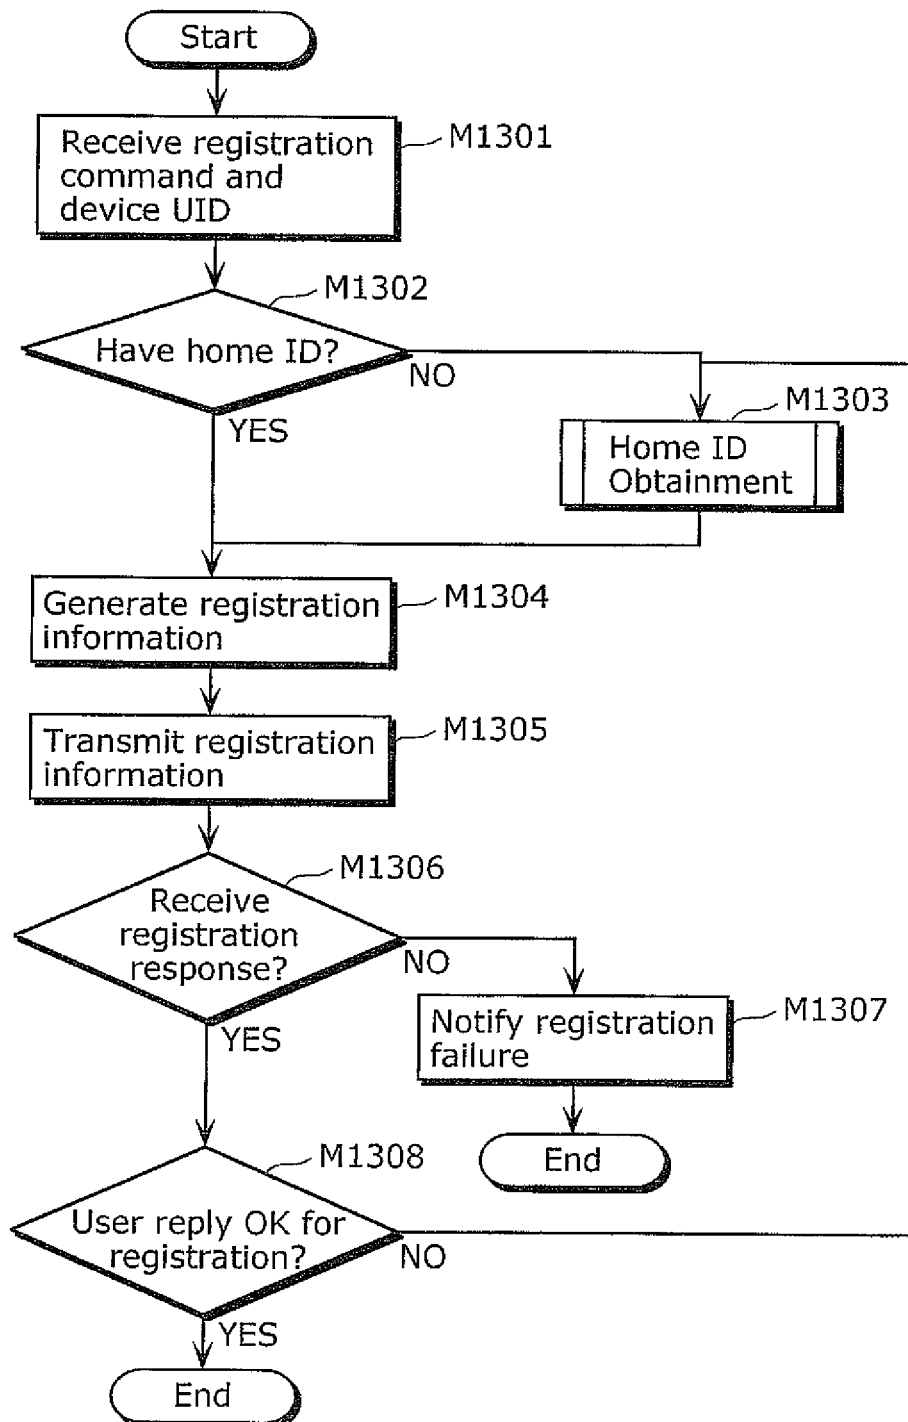 Start
Receive registration
command and
device UID
M1301
M1302
Have home ID?
NO
YES
M1303
Home ID
Obtainment
Generate registration
information
M1304
Transmit registration
information
M1305
M1306
Receive
registration
response?
NO
YES
Notify registration
failure
M1307
End
M1308
User reply OK for
registration?
NO
YES
End